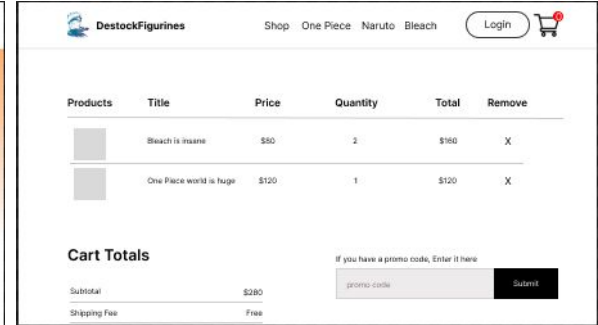 DestockFigurines Shop One Piece Naruto Bleach Login 0
Products Title Price Quantity Total Remove
Bleach is insane $80 2 $160 X
One Piece world is huge $120 1 $120 X
Cart Totals
If you have a promo code, Enter it here
promo code Submit
Subtotal $280
Shipping Fee Free